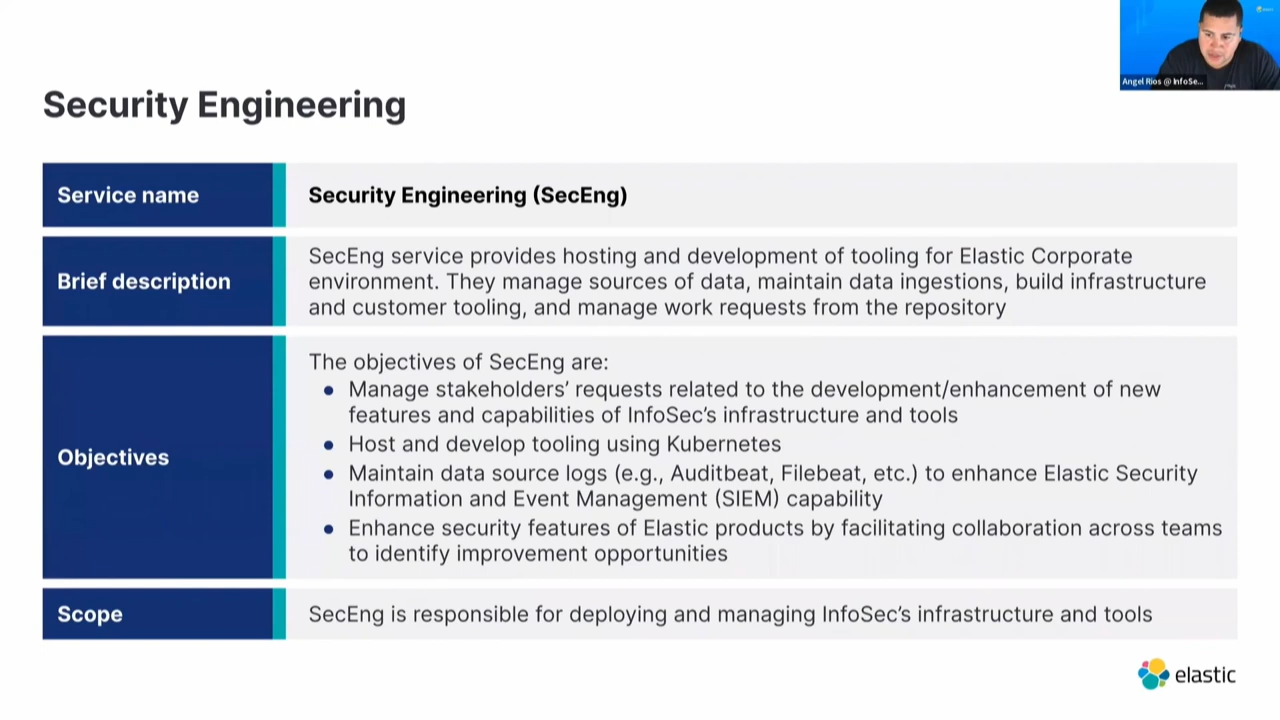 Angel Rios @ InfoSe...
Security Engineering
Service name
Security Engineering (SecEng)
Brief description
SecEng service provides hosting and development of tooling for Elastic Corporate
environment. They manage sources of data, maintain data ingestions, build infrastructure
and customer tooling, and manage work requests from the repository
Objectives
The objectives of SecEng are:
● Manage stakeholders’ requests related to the development/enhancement of new
features and capabilities of InfoSec’s infrastructure and tools
● Host and develop tooling using Kubernetes
● Maintain data source logs (e.g., Auditbeat, Filebeat, etc.) to enhance Elastic Security
Information and Event Management (SIEM) capability
● Enhance security features of Elastic products by facilitating collaboration across teams
to identify improvement opportunities
Scope
SecEng is responsible for deploying and managing InfoSec’s infrastructure and tools
elastic